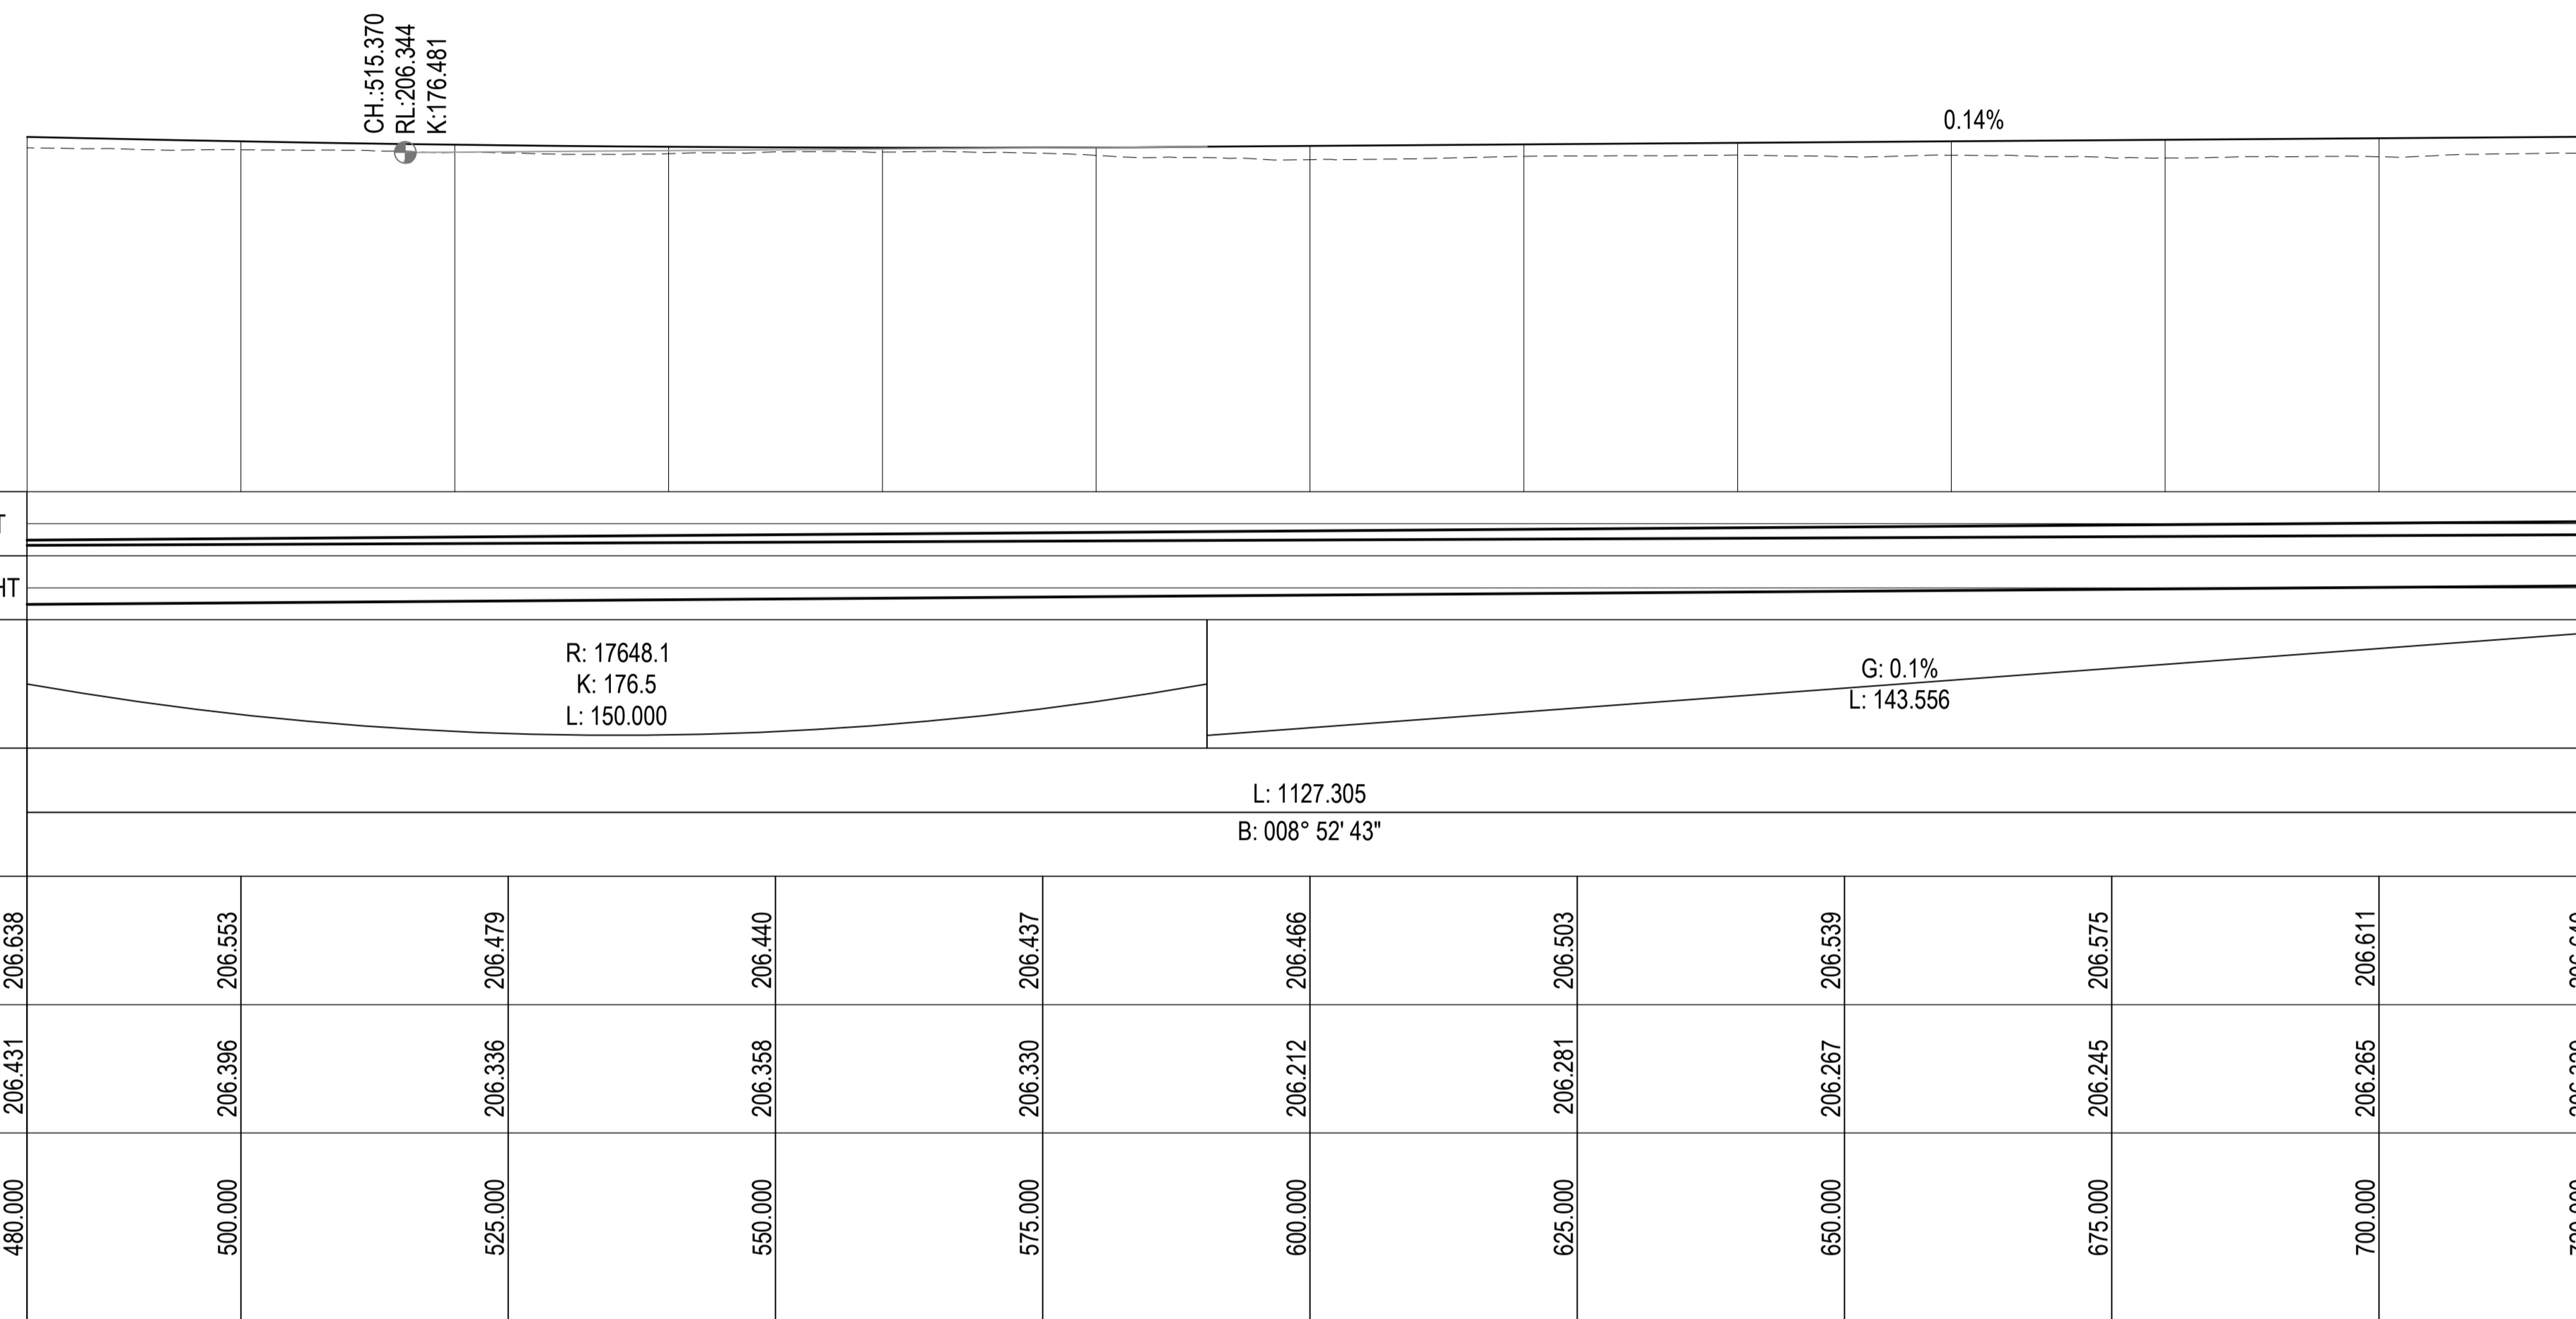 CH.:515.370
RL:206.344
K:176.481
0.14%
T
HT
R: 17648.1
K: 176.5
L: 150.000
G: 0.1%
L: 143.556
L: 1127.305
B: 008° 52' 43"
206.638 206.553 206.479 206.440 206.437 206.466 206.503 206.539 206.575 206.611
206.431 206.396 206.336 206.358 206.330 206.212 206.281 206.267 206.245 206.265
480.000 500.000 525.000 550.000 575.000 600.000 625.000 650.000 675.000 700.000